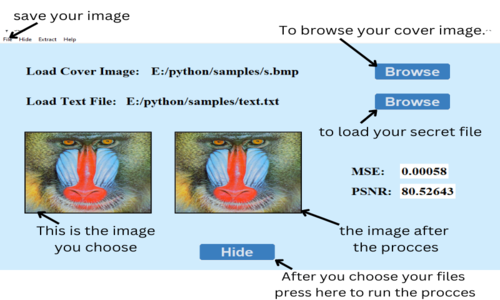 save your image
To browse your cover image.
File Hide Extract Help
Load Cover Image: E:/python/samples/s.bmp
Browse
Load Text File: E:/python/samples/text.txt
Browse
to load your secret file
MSE: 0.00058
PSNR: 80.52643
This is the image
you choose
the image after
the procces
Hide
After you choose your files
press here to run the procces